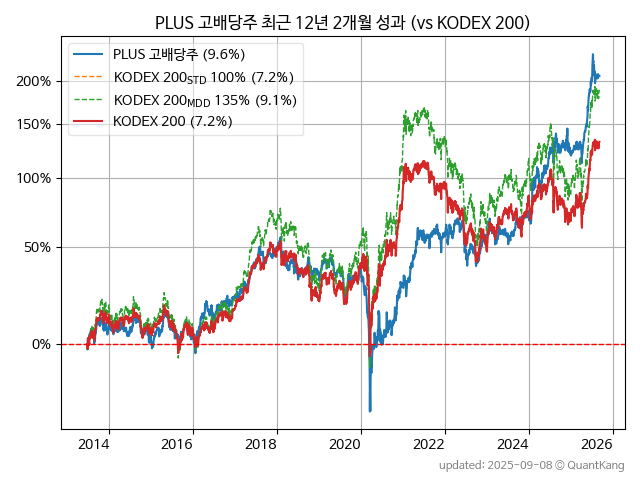 PLUS 고배당주 최근 12년 2개월 성과 (vs KODEX 200)
PLUS 고배당주 (9.6%)
KODEX 200STD 100% (7.2%)
KODEX 200MDD 135% (9.1%)
KODEX 200 (7.2%)
200%
150%
100%
50%
0%
2014 2016 2018 2020 2022 2024 2026
updated: 2025-09-08 © QuantKang